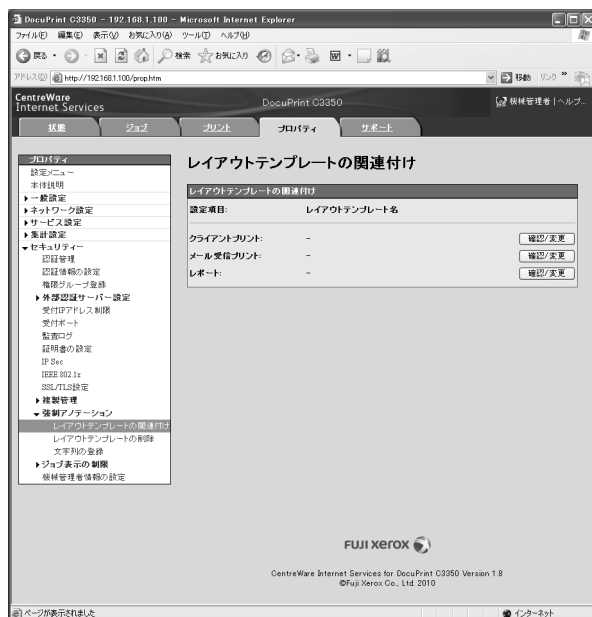 DocuPrint C3350 - 192.168.1.100 - Microsoft Internet Explorer
ファイル(F) 編集(E) 表示(V) お気に入り(A) ツール(T) ヘルプ(H)
戻る 検索 お気に入り
アドレス(D) http://192.168.1.100/prop.htm 移動 リンク »
CentreWare
Internet Services
DocuPrint C3350
機械管理者 | ヘルプ...
状態 ジョブ プリント プロパティ サポート
プロパティ
設定メニュー
本体説明
一般設定
ネットワーク設定
サービス設定
集計設定
セキュリティー
認証管理
認証情報の設定
権限グループ登録
外部認証サーバー設定
受付IPアドレス制限
受付ポート
監査ログ
証明書の設定
IP Sec
IEEE 802.1x
SSL/TLS設定
複製管理
強制アノテーション
レイアウトテンプレートの関連付け
レイアウトテンプレートの削除
文字列の登録
ジョブ表示の制限
機械管理者情報の設定
レイアウトテンプレートの関連付け
レイアウトテンプレートの関連付け
設定項目: レイアウトテンプレート名
クライアントプリント: - 確認/変更
メール受信プリント: - 確認/変更
レポート: - 確認/変更
FUJI xerox
CentreWare Internet Services for DocuPrint C3350 Version 1.8
©Fuji Xerox Co., Ltd. 2010
ページが表示されました インターネット